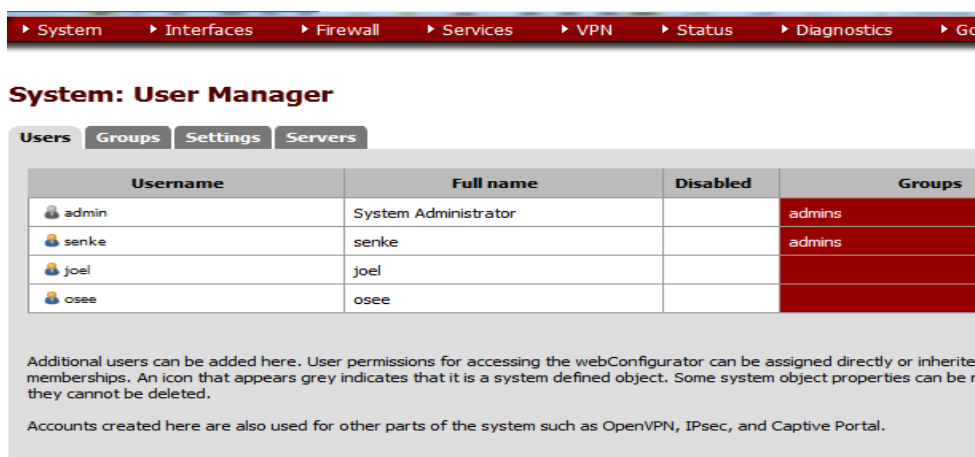 System Interfaces Firewall Services VPN Status Diagnostics
System: User Manager
Users Groups Settings Servers
Username Full name Disabled Groups
admin System Administrator admins
senke senke admins
joel joel
osee osee
Additional users can be added here. User permissions for accessing the webConfigurator can be assigned directly or inherite
memberships. An icon that appears grey indicates that it is a system defined object. Some system object properties can be
they cannot be deleted.
Accounts created here are also used for other parts of the system such as OpenVPN, IPsec, and Captive Portal.